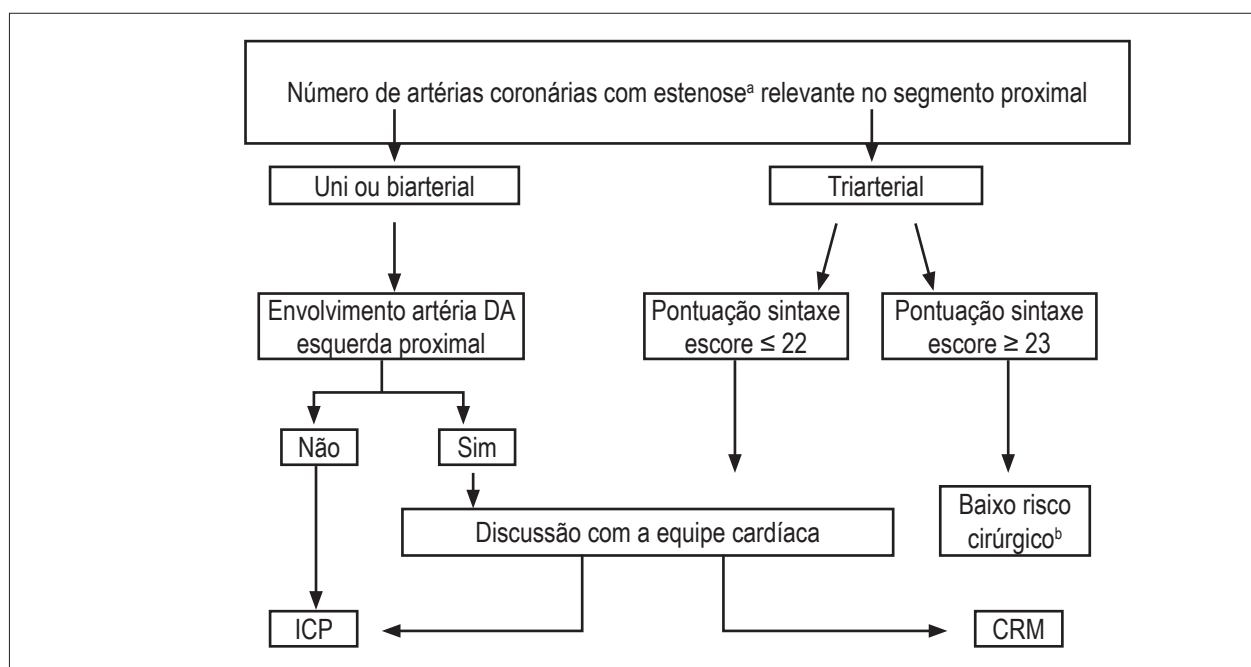 Número de artérias coronárias com estenoseᵃ relevante no segmento proximal
Uni ou biarterial
Triarterial
Envolvimento artéria DA
esquerda proximal
Pontuação sintaxe
escore ≤ 22
Pontuação sintaxe
escore ≥ 23
Não
Sim
Discussão com a equipe cardíaca
Baixo risco
cirúrgicoᵇ
ICP
CRM